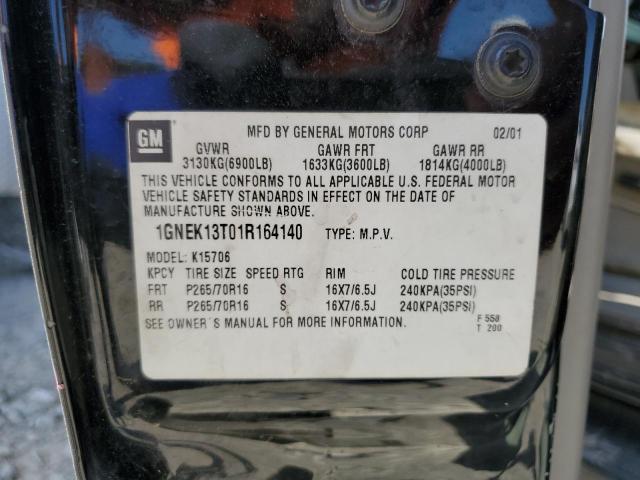 GM
MFD BY GENERAL MOTORS CORP 02/01
GVWR GAWR FRT GAWR RR
3130KG(6900LB) 1633KG(3600LB) 1814KG(4000LB)
THIS VEHICLE CONFORMS TO ALL APPLICABLE U.S. FEDERAL MOTOR
VEHICLE SAFETY STANDARDS IN EFFECT ON THE DATE OF
MANUFACTURE SHOWN ABOVE.
1GNEK13T01R164140 TYPE: M.P.V.
MODEL: K15706
KPCY TIRE SIZE SPEED RTG RIM COLD TIRE PRESSURE
FRT P265/70R16 S 16X7/6.5J 240KPA(35PSI)
RR P265/70R16 S 16X7/6.5J 240KPA(35PSI)
SEE OWNER'S MANUAL FOR MORE INFORMATION. F 558
T 200